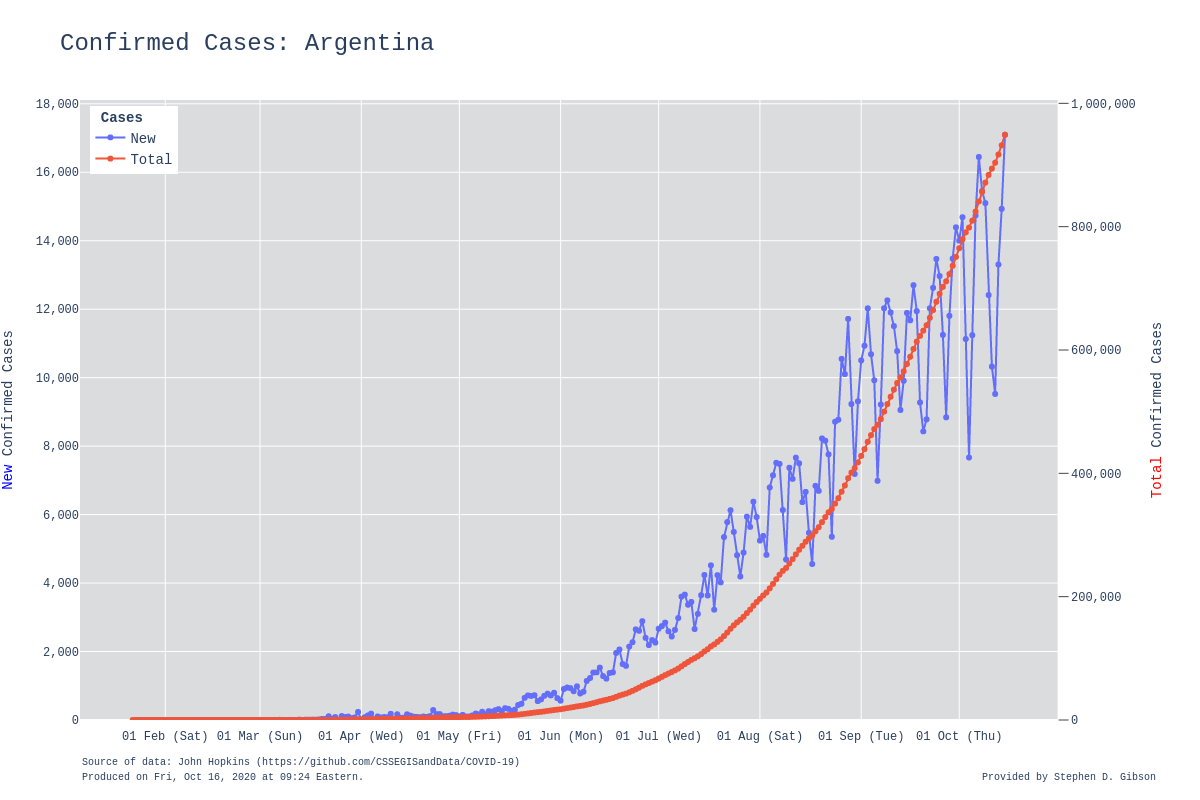 Confirmed Cases: Argentina
Cases
New
Total
18,000
16,000
14,000
12,000
10,000
8,000
6,000
4,000
2,000
0
New Confirmed Cases
1,000,000
800,000
600,000
400,000
200,000
0
Total Confirmed Cases
01 Feb (Sat) 01 Mar (Sun) 01 Apr (Wed) 01 May (Fri) 01 Jun (Mon) 01 Jul (Wed) 01 Aug (Sat) 01 Sep (Tue) 01 Oct (Thu)
Source of data: John Hopkins (https://github.com/CSSEGISandData/COVID-19)
Produced on Fri, Oct 16, 2020 at 09:24 Eastern.
Provided by Stephen D. Gibson